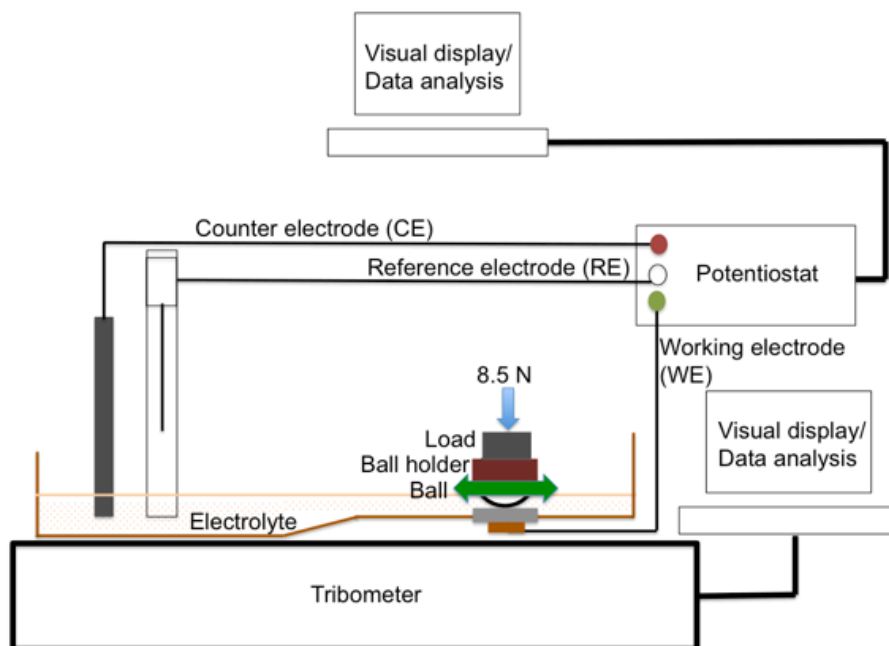 Visual display/
Data analysis
Counter electrode (CE)
Reference electrode (RE)
Potentiostat
Working electrode
(WE)
8.5 N
Visual display/
Data analysis
Load
Ball holder
Ball
Electrolyte
Tribometer